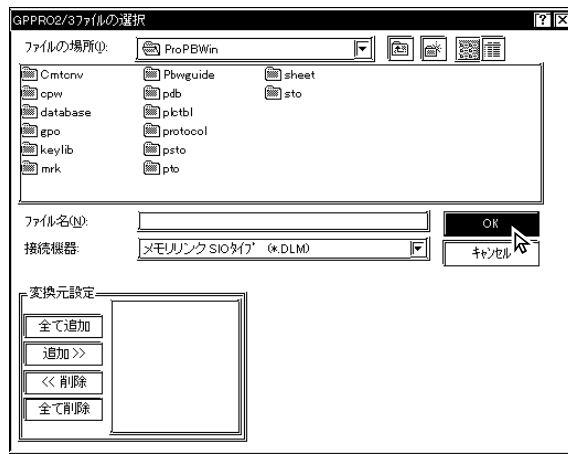 GPPRO2/3ファイルの選択
ファイルの場所(I):
ProPBWin
Cmtcnv
Pbwguide
sheet
cpw
pdb
sto
database
plctbl
gpo
protocol
keylib
psto
mrk
pto
ファイル名(N):
OK
接続機器:
メモリリンク SIOタイプ (*.DLM)
キャンセル
変換元設定
全て追加
追加 >>
<< 削除
全て削除